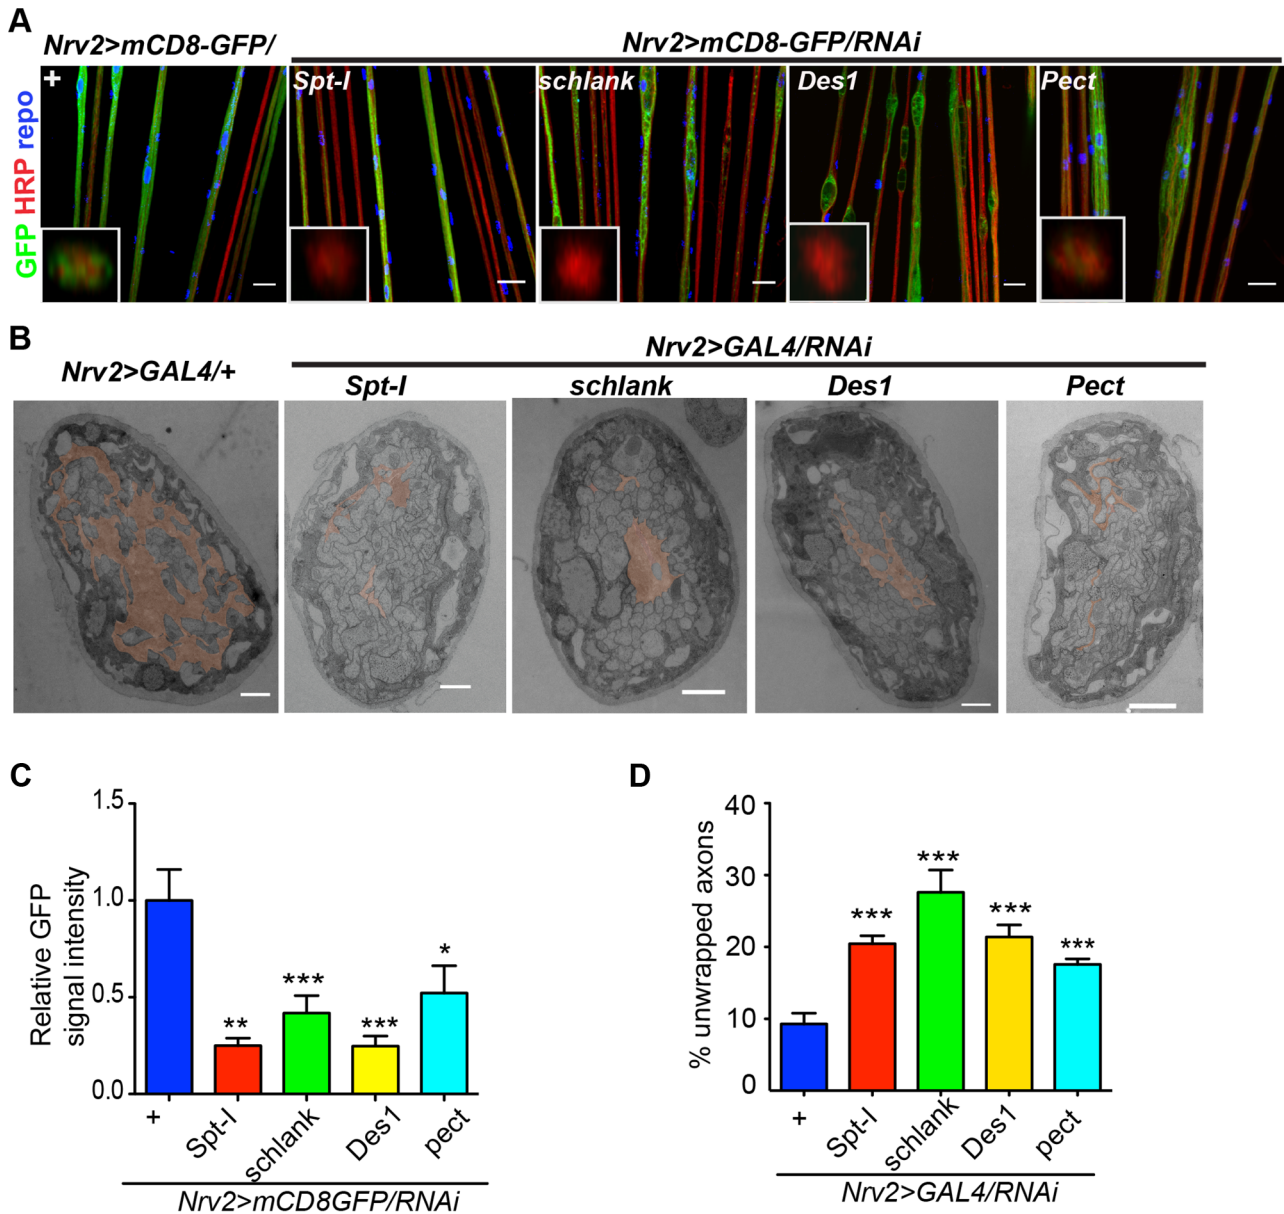 A
Nrv2>mCD8-GFP/
Nrv2>mCD8-GFP/RNAi
GFP HRP repo
+
Spt-I
schlank
Des1
Pect
B
Nrv2>GAL4/+
Nrv2>GAL4/RNAi
Spt-I
schlank
Des1
Pect
C
Relative GFP
signal intensity
1.5
1.0
0.5
0.0
**
***
***
*
+
Spt-I
schlank
Des1
pect
Nrv2>mCD8GFP/RNAi
D
% unwrapped axons
40
30
20
10
0
***
***
***
***
+
Spt-I
schlank
Des1
pect
Nrv2>GAL4/RNAi